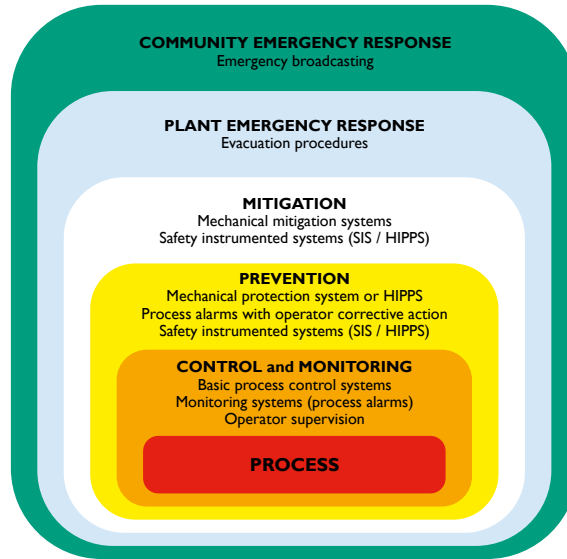 COMMUNITY EMERGENCY RESPONSE
Emergency broadcasting
PLANT EMERGENCY RESPONSE
Evacuation procedures
MITIGATION
Mechanical mitigation systems
Safety instrumented systems (SIS / HIPPS)
PREVENTION
Mechanical protection system or HIPPS
Process alarms with operator corrective action
Safety instrumented systems (SIS / HIPPS)
CONTROL and MONITORING
Basic process control systems
Monitoring systems (process alarms)
Operator supervision
PROCESS